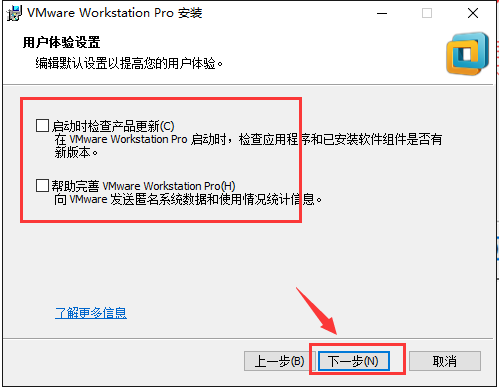 VMware Workstation Pro 安装
用户体验设置
编辑默认设置以提高您的用户体验。
启动时检查产品更新(C)
在 VMware Workstation Pro 启动时，检查应用程序和已安装软件组件是否有
新版本。
帮助完善 VMware Workstation Pro(H)
向 VMware 发送匿名系统数据和使用情况统计信息。
了解更多信息
上一步(B) 下一步(N) 取消